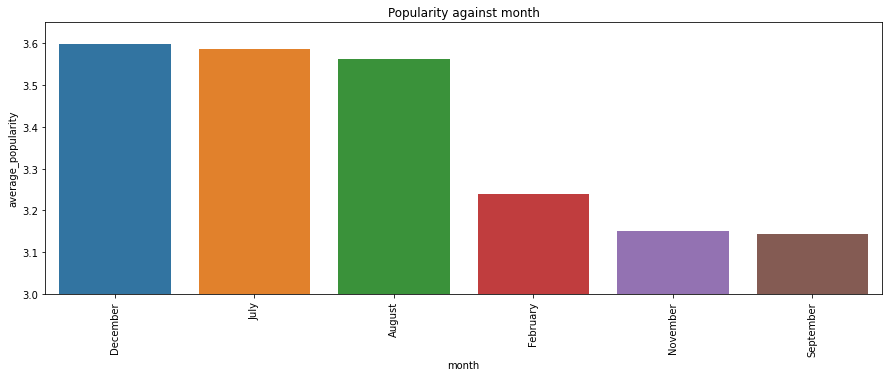 Popularity against month
average_popularity
3.6
3.5
3.4
3.3
3.2
3.1
3.0
December
July
August
February
November
September
month